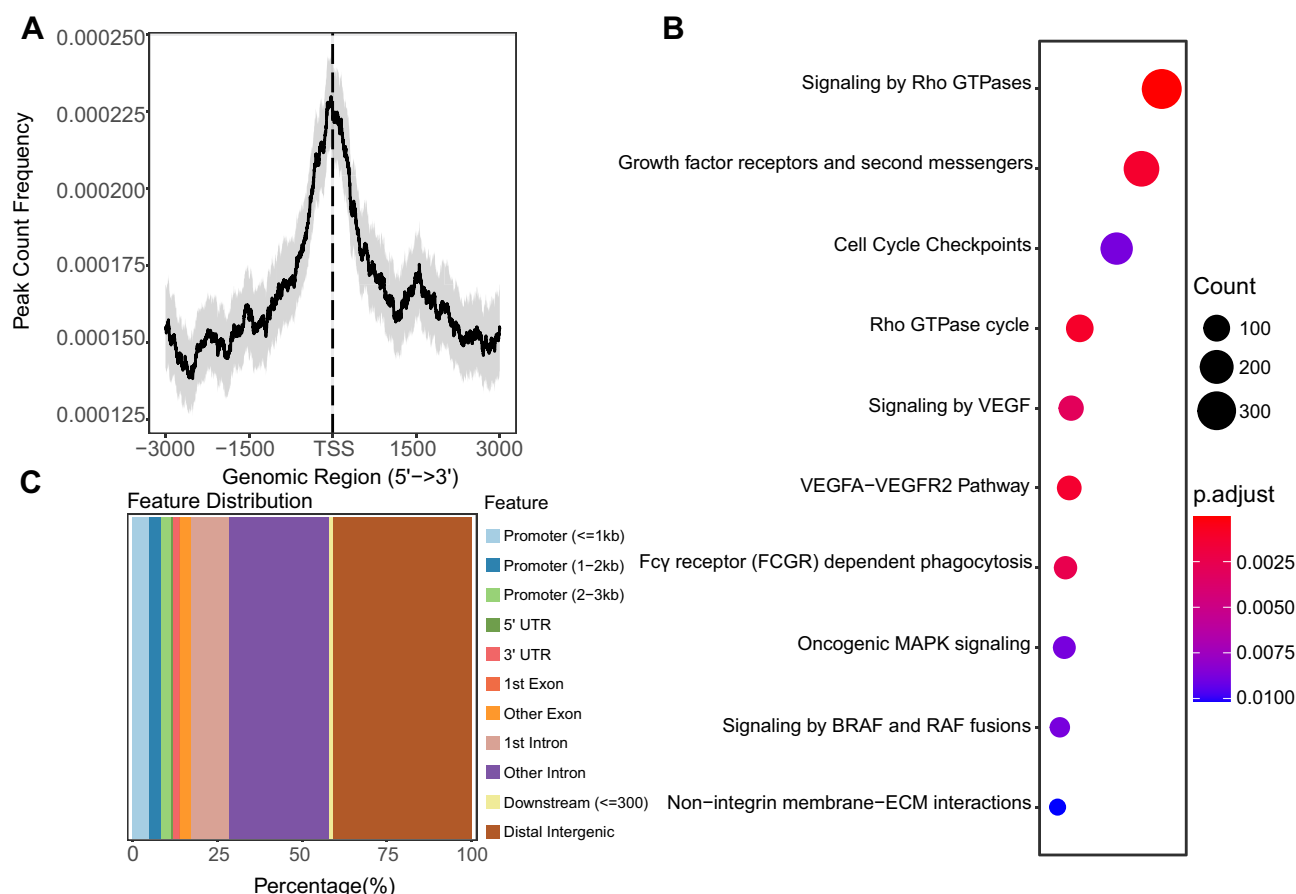 A
0.000250
0.000225
0.000200
0.000175
0.000150
0.000125
Peak Count Frequency
−3000
−1500
TSS
1500
3000
Genomic Region (5'−>3')
B
Signaling by Rho GTPases
Growth factor receptors and second messengers
Cell Cycle Checkpoints
Rho GTPase cycle
Signaling by VEGF
VEGFA−VEGFR2 Pathway
Fcγ receptor (FCGR) dependent phagocytosis
Oncogenic MAPK signaling
Signaling by BRAF and RAF fusions
Non−integrin membrane−ECM interactions
Count
100
200
300
p.adjust
0.0025
0.0050
0.0075
0.0100
C
Feature Distribution
0
25
50
75
100
Percentage(%)
Feature
Promoter (<=1kb)
Promoter (1−2kb)
Promoter (2−3kb)
5' UTR
3' UTR
1st Exon
Other Exon
1st Intron
Other Intron
Downstream (<=300)
Distal Intergenic